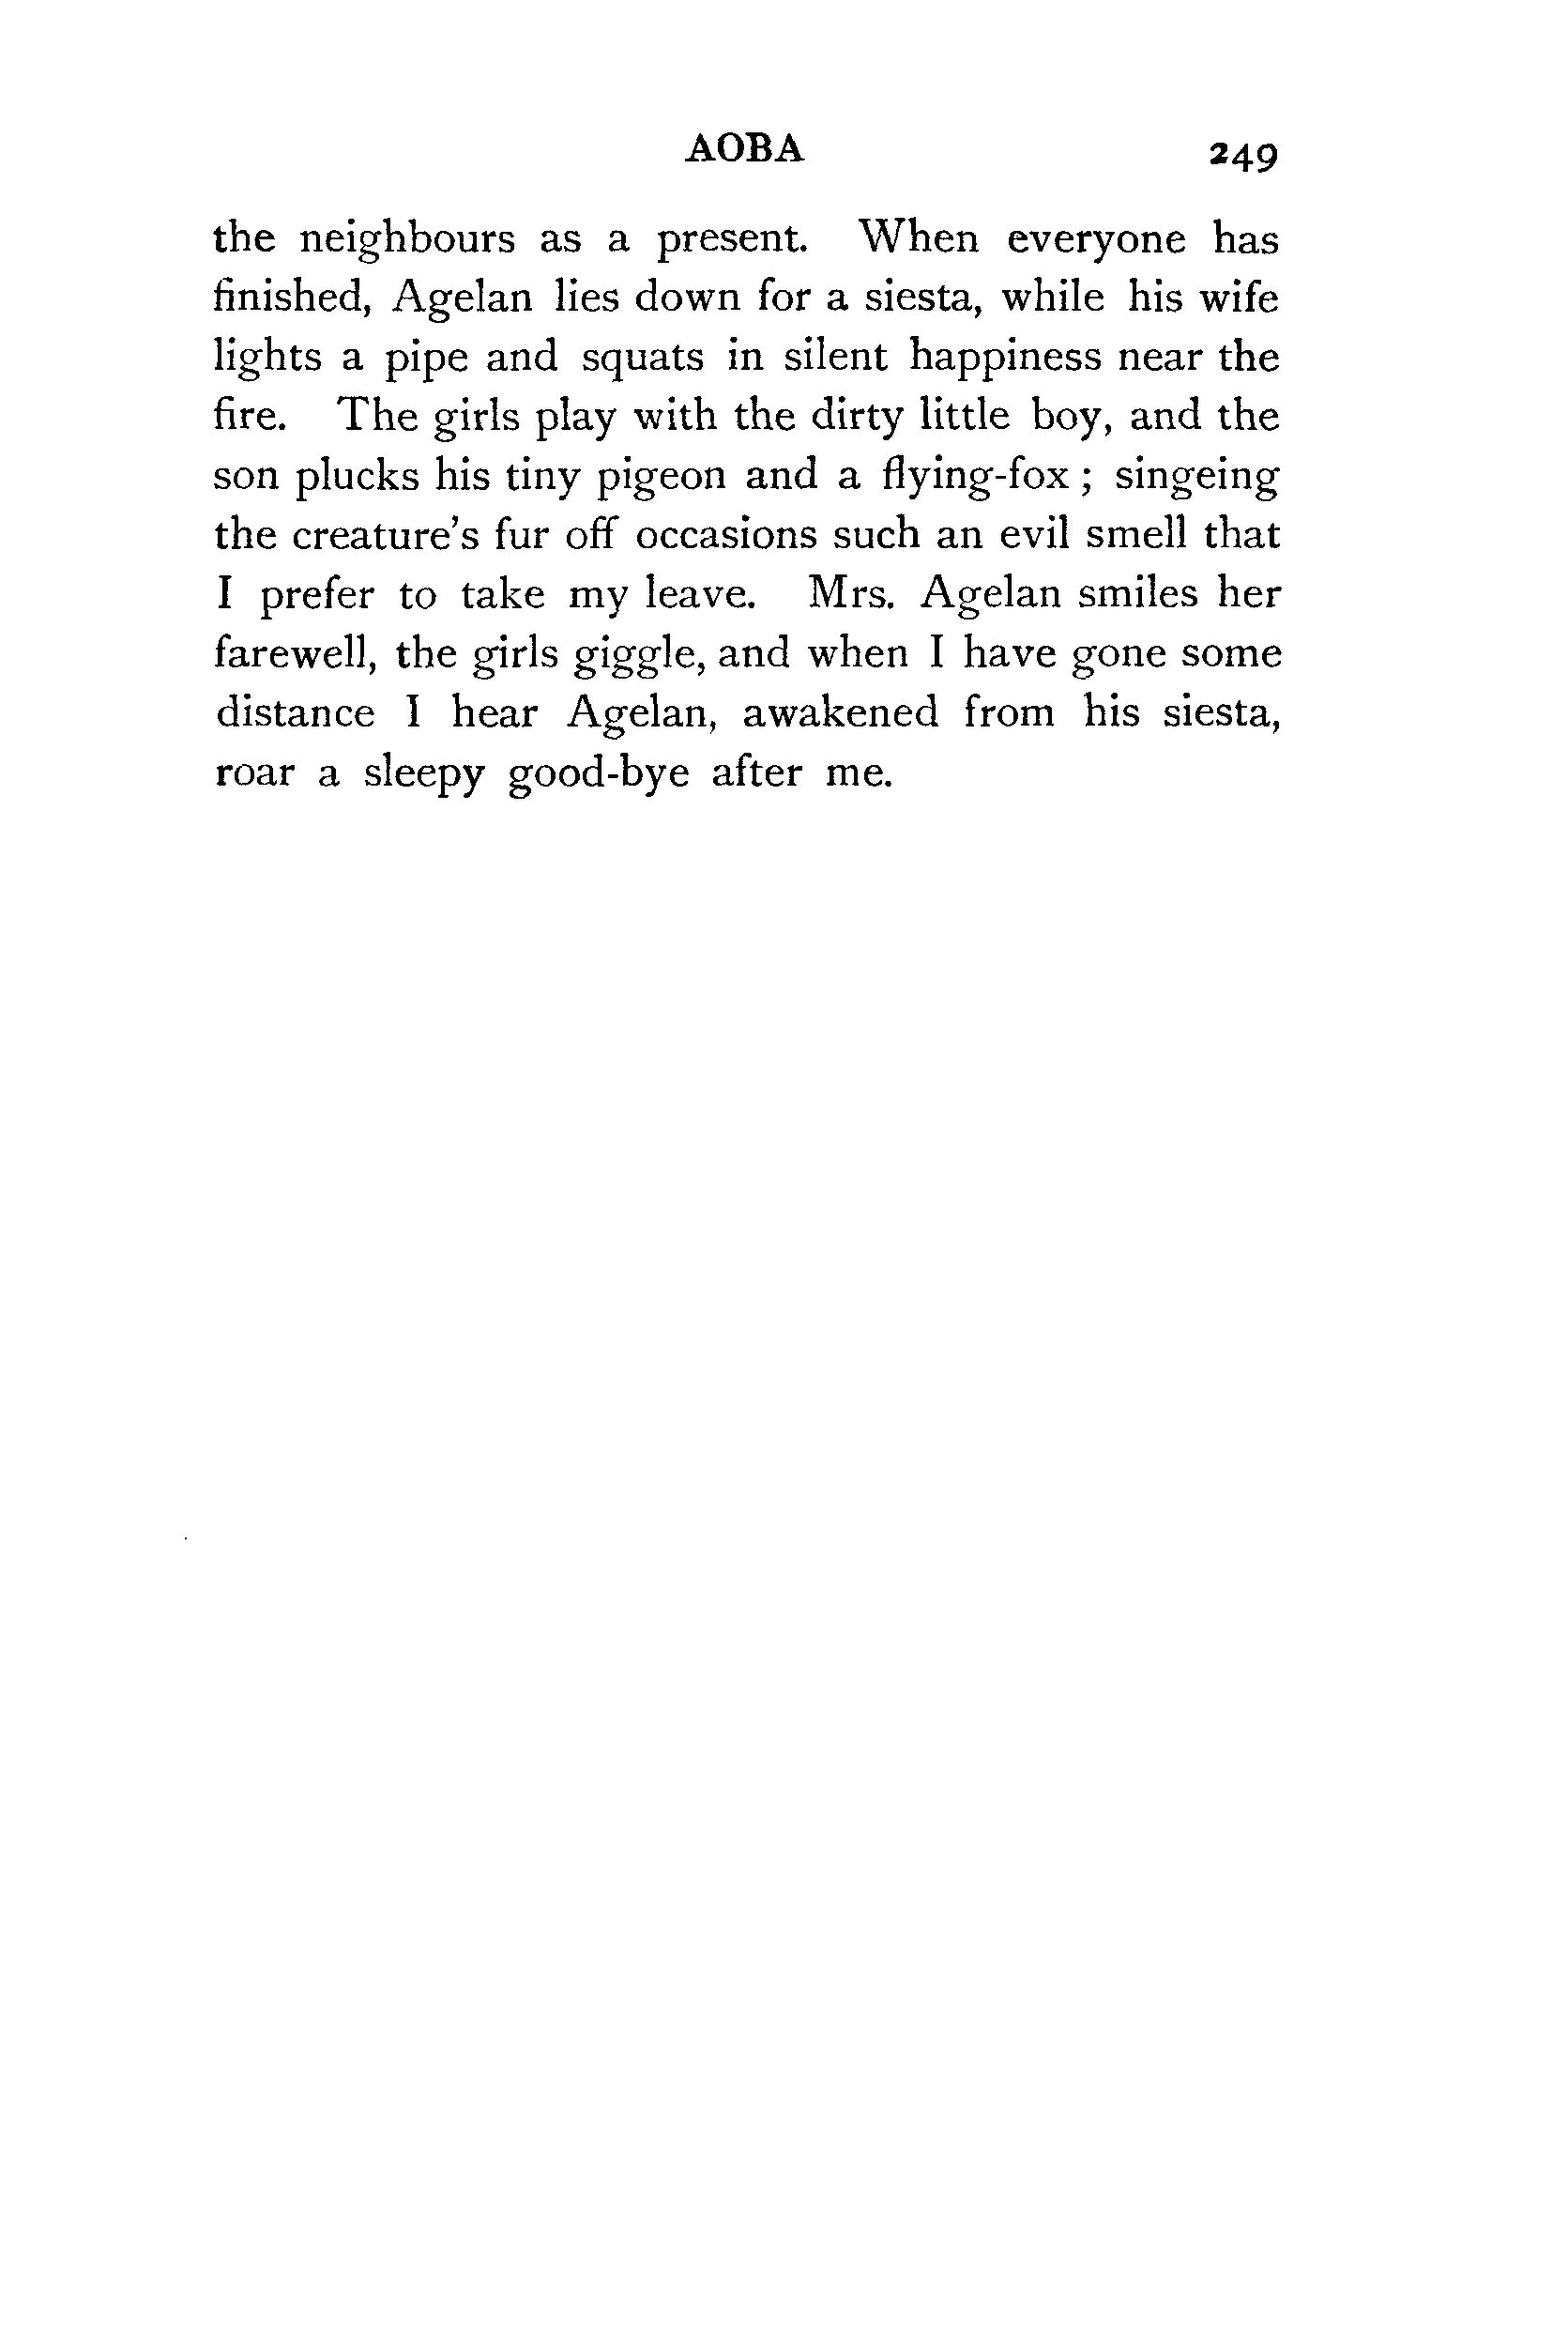 AOBA 249
the neighbours as a present. When everyone has
finished, Agelan lies down for a siesta, while his wife
lights a pipe and squats in silent happiness near the
fire. The girls play with the dirty little boy, and the
son plucks his tiny pigeon and a flying-fox ; singeing
the creature's fur off occasions such an evil smell that
I prefer to take my leave. Mrs. Agelan smiles her
farewell, the girls giggle, and when I have gone some
distance I hear Agelan, awakened from his siesta,
roar a sleepy good-bye after me.